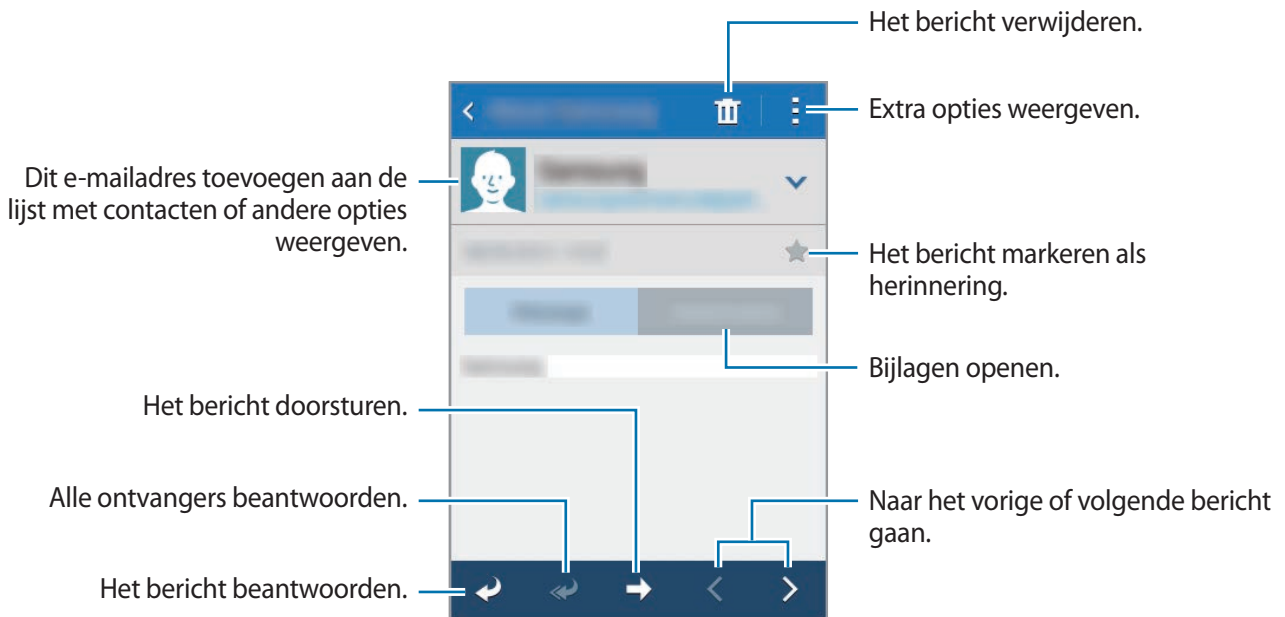 Het bericht verwijderen.
Extra opties weergeven.
Dit e-mailadres toevoegen aan de
lijst met contacten of andere opties
weergeven.
Het bericht markeren als
herinnering.
Bijlagen openen.
Het bericht doorsturen.
Alle ontvangers beantwoorden.
Naar het vorige of volgende bericht
gaan.
Het bericht beantwoorden.